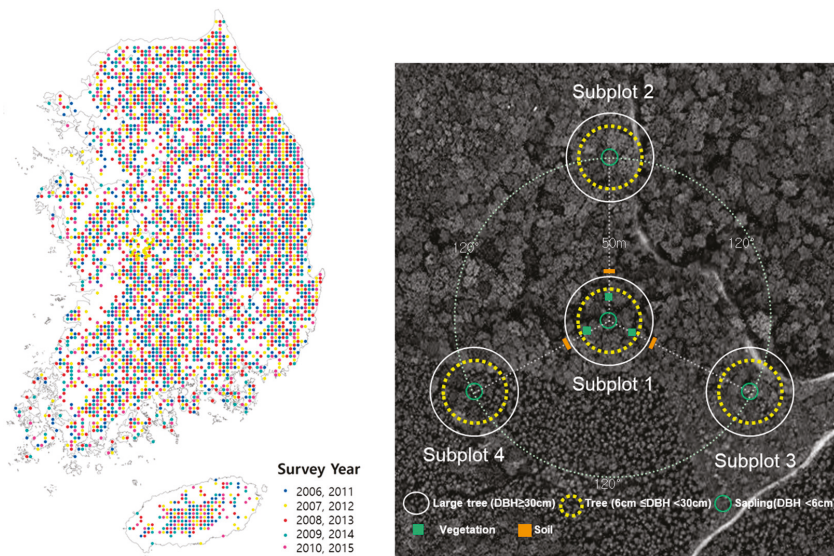 Survey Year
2006, 2011
2007, 2012
2008, 2013
2009, 2014
2010, 2015
Subplot 2
120°
50m
120°
Subplot 1
Subplot 4
Subplot 3
120°
Large tree (DBH≥30cm)
Tree (6cm ≤DBH <30cm)
Sapling(DBH <6cm)
Vegetation
Soil